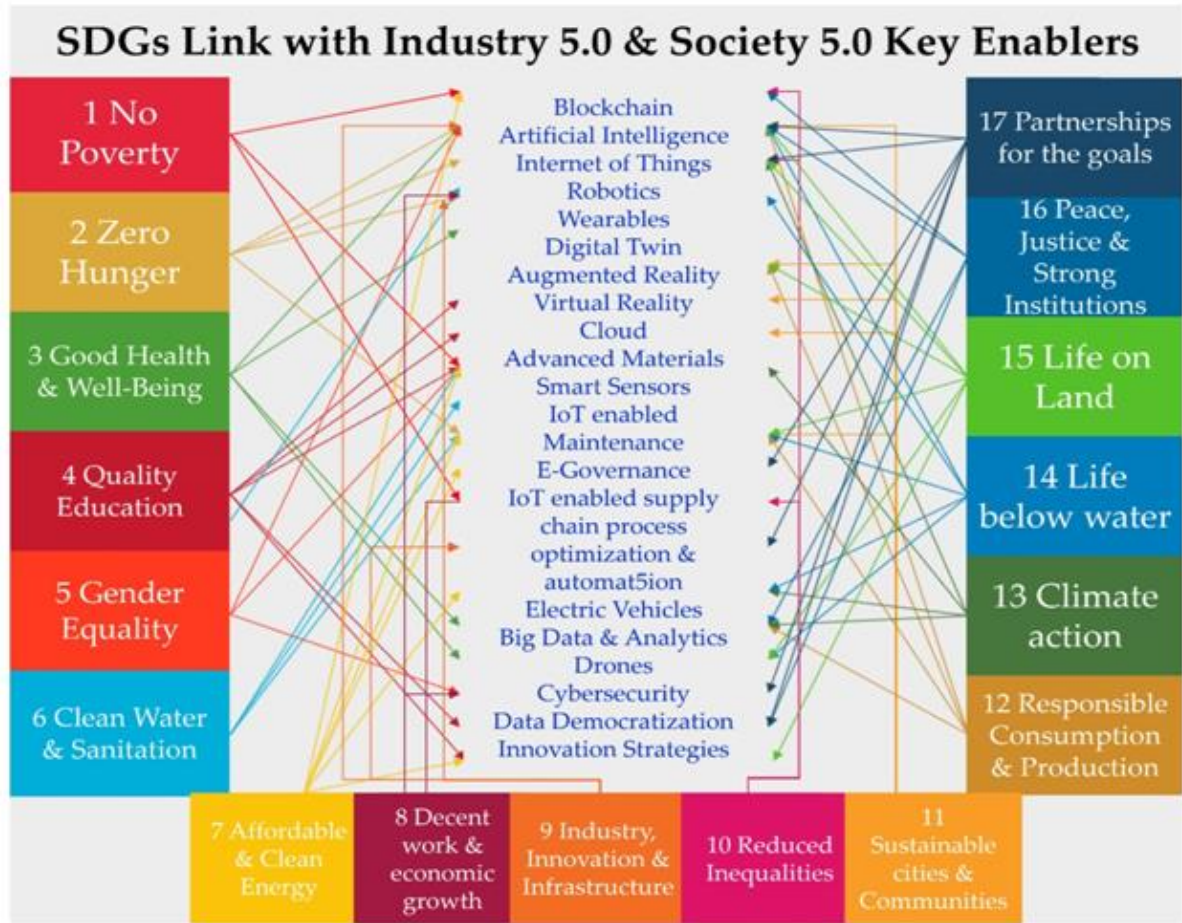 SDGs Link with Industry 5.0 & Society 5.0 Key Enablers
1 No
Poverty
2 Zero
Hunger
3 Good Health
& Well-Being
4 Quality
Education
5 Gender
Equality
6 Clean Water
& Sanitation
Blockchain
Artificial Intelligence
Internet of Things
Robotics
Wearables
Digital Twin
Augmented Reality
Virtual Reality
Cloud
Advanced Materials
Smart Sensors
IoT enabled
Maintenance
E-Governance
IoT enabled supply
chain process
optimization &
automat5ion
Electric Vehicles
Big Data & Analytics
Drones
Cybersecurity
Data Democratization
Innovation Strategies
17 Partnerships
for the goals
16 Peace,
Justice &
Strong
Institutions
15 Life on
Land
14 Life
below water
13 Climate
action
12 Responsible
Consumption
& Production
7 Affordable
& Clean
Energy
8 Decent
work &
economic
growth
9 Industry,
Innovation &
Infrastructure
10 Reduced
Inequalities
11
Sustainable
cities &
Communities